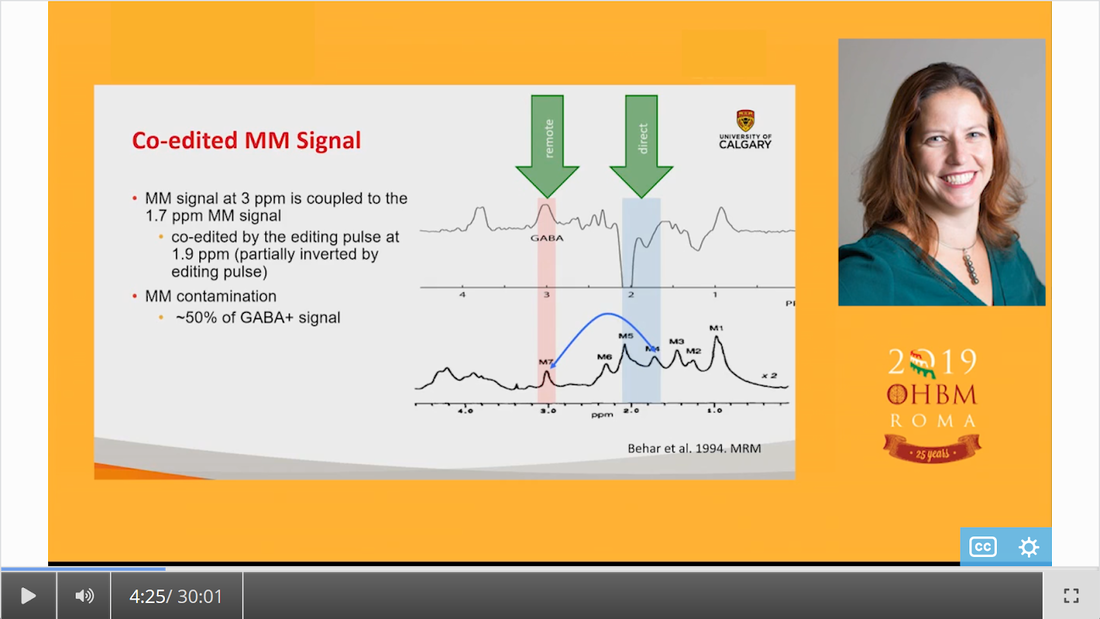 Co-edited MM Signal
• MM signal at 3 ppm is coupled to the
1.7 ppm MM signal
• co-edited by the editing pulse at
1.9 ppm (partially inverted by
editing pulse)
• MM contamination
• ~50% of GABA+ signal
remote
direct
UNIVERSITY OF
CALGARY
GABA
4 3 2 1
M7 M6 M5 M4 M3 M2 M1
x 2
4.0 3.0 2.0 1.0
ppm
Behar et al. 1994. MRM
2019
OHBM
ROMA
• 25 years •
CC
4:25/ 30:01